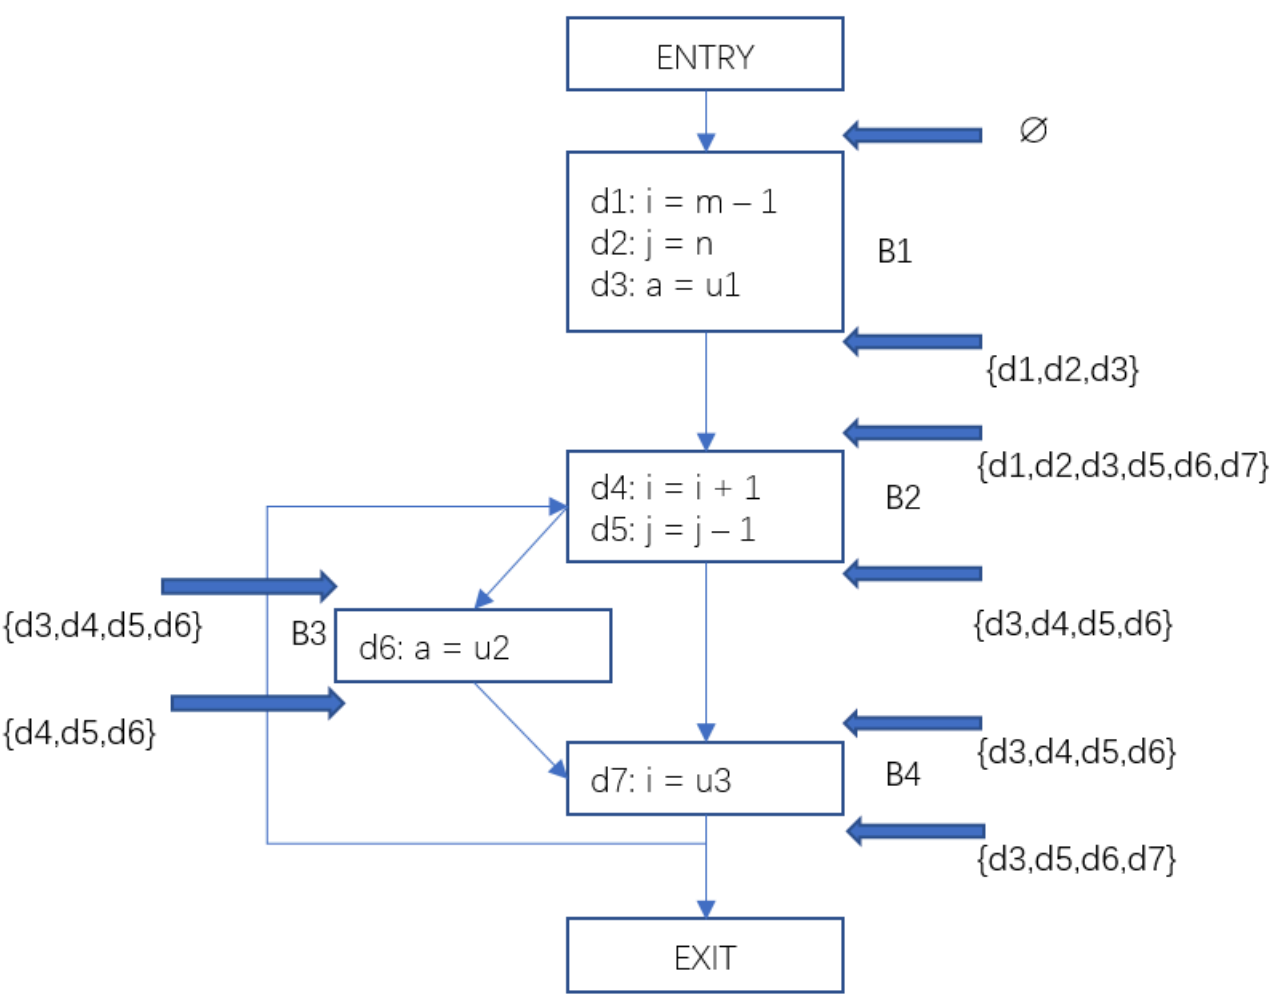 ENTRY
∅
d1: i = m – 1
d2: j = n
d3: a = u1
B1
{d1,d2,d3}
{d1,d2,d3,d5,d6,d7}
d4: i = i + 1
d5: j = j – 1
B2
{d3,d4,d5,d6}
{d3,d4,d5,d6}
B3
d6: a = u2
{d4,d5,d6}
{d3,d4,d5,d6}
d7: i = u3
B4
{d3,d5,d6,d7}
EXIT